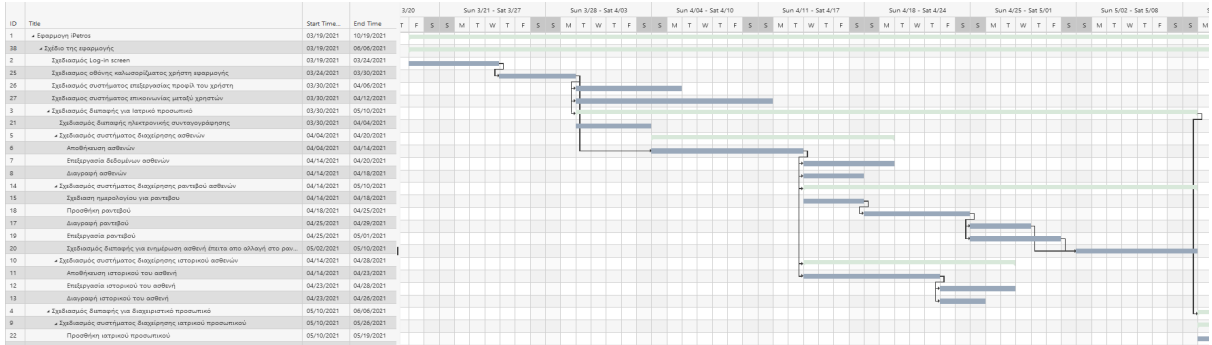 3/20 Sun 3/21 - Sat 3/27 Sun 3/28 - Sat 4/03 Sun 4/04 - Sat 4/10 Sun 4/11 - Sat 4/17 Sun 4/18 - Sat 4/24 Sun 4/25 - Sat 5/01 Sun 5/02 - Sat 5/08 S
ID Title Start Time... End Time T F S S M T W T F S S M T W T F S S M T W T F S S M T W T F S S M T W T F S S M T W T F S S M T W T F S S M
1 Εφαρμογη iPetros 03/19/2021 10/19/2021
38 Σχέδιο της εφαρμογής 03/19/2021 06/06/2021
2 Σχεδιασμός Log-in screen 03/19/2021 03/24/2021
25 Σχεδιασμος οθόνης καλωσορίζματος χρήστη εφαρμογής 03/24/2021 03/30/2021
26 Σχεδιασμος συστήματος επεξεργασίας προφίλ του χρήστη 03/30/2021 04/06/2021
27 Σχεδιασμος συστήματος επικοινωνίας μεταξύ χρηστών 03/30/2021 04/12/2021
3 Σχεδιασμός διεπαφής για Ιατρικό προσωπικό 03/30/2021 05/10/2021
21 Σχεδιασμός διεπαφής ηλεκτρονικής συνταγογράφησης 03/30/2021 04/04/2021
5 Σχεδιασμός συστήματος διαχείρησης ασθενών 04/04/2021 04/20/2021
6 Αποθήκευση ασθενών 04/04/2021 04/14/2021
7 Επεξεργασία δεδομένων ασθενών 04/14/2021 04/20/2021
8 Διαγραφή ασθενών 04/14/2021 04/18/2021
14 Σχεδιασμός συστήματος διαχείρησης ραντεβού ασθενών 04/14/2021 05/10/2021
15 Σχεδίαση ημερολογίου για ραντεβου 04/14/2021 04/18/2021
18 Προσθήκη ραντεβού 04/18/2021 04/25/2021
17 Διαγραφή ραντεβού 04/25/2021 04/29/2021
19 Επεξεργασία ραντεβού 04/25/2021 05/01/2021
20 Σχεδιασμός διεπαφής για ενημέρωση ασθενή έπειτα απο αλλαγή στο ραν... 05/02/2021 05/10/2021
10 Σχεδιασμός συστήματος διαχείρησης ιστορικού ασθενών 04/14/2021 04/28/2021
11 Αποθήκευση ιστορικού του ασθενή 04/14/2021 04/23/2021
12 Επεξεργασία ιστορικού του ασθενή 04/23/2021 04/28/2021
13 Διαγραφή ιστορικού του ασθενή 04/23/2021 04/26/2021
4 Σχεδιασμός διεπαφής για διαχειριστικό προσωπικό 05/10/2021 06/06/2021
9 Σχεδιασμός συστήματος διαχείρησης ιατρικού προσωπικού 05/10/2021 05/26/2021
22 Προσθήκη ιατρικού προσωπικού 05/10/2021 05/19/2021